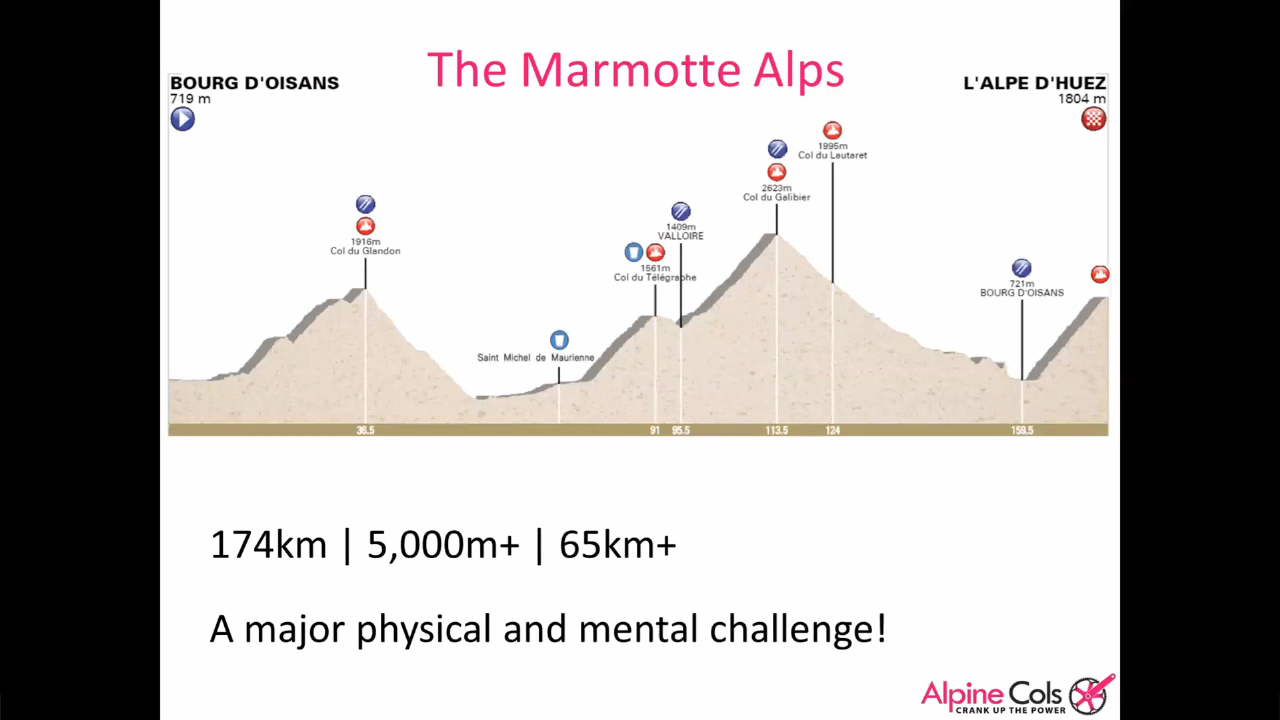 The Marmotte Alps
BOURG D'OISANS
719 m
L'ALPE D'HUEZ
1804 m
1916m
Col du Glandon
Saint Michel de Maurienne
1561m
Col du Télégraphe
1409m
VALLOIRE
2623m
Col du Galibier
1995m
Col du Lautaret
721m
BOURG D'OISANS
36.5
91
95.5
113.5
124
159.5
174km | 5,000m+ | 65km+
A major physical and mental challenge!
Alpine Cols
CRANK UP THE POWER